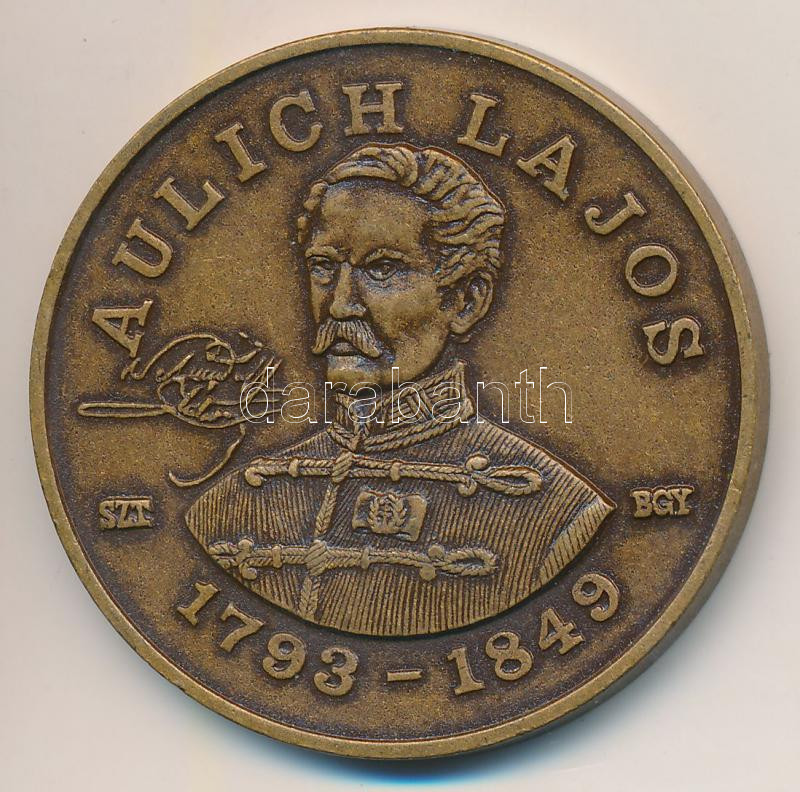 AULICH LAJOS
darabanth
SZT
BGY
1793 - 1849